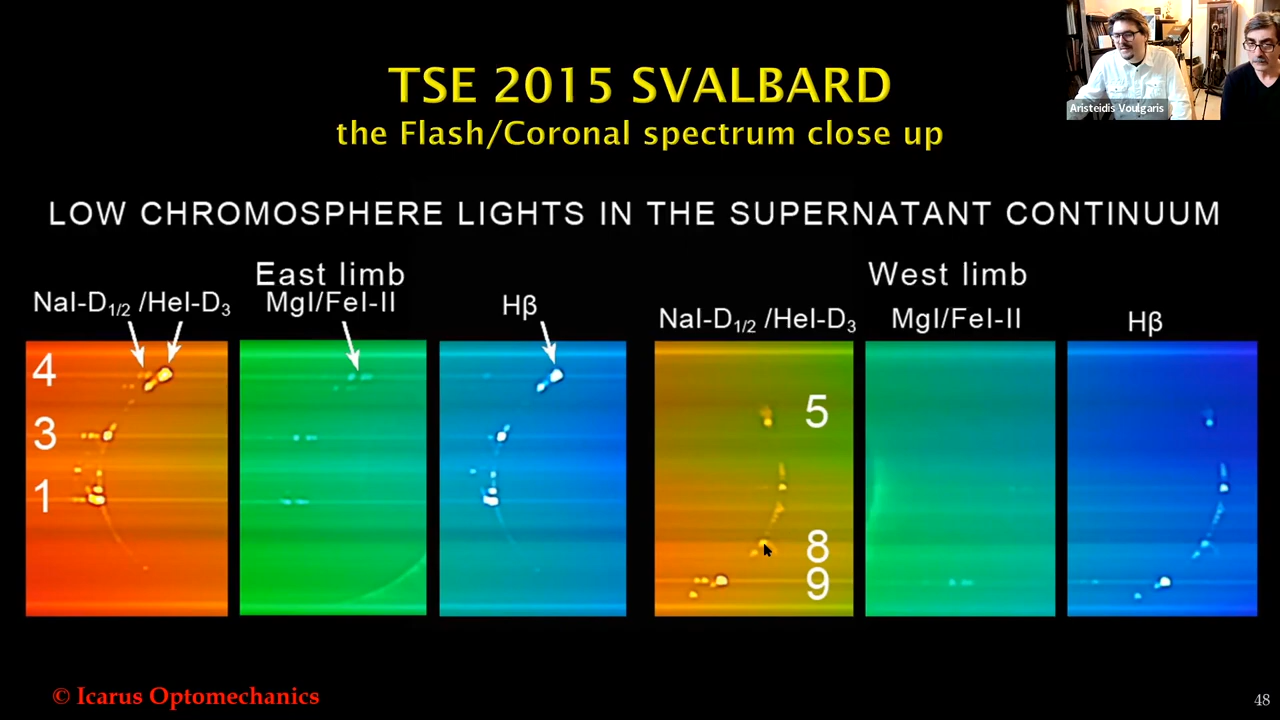 TSE 2015 SVALBARD
the Flash/Coronal spectrum close up
Aristeidis Voulgaris
LOW CHROMOSPHERE LIGHTS IN THE SUPERNATANT CONTINUUM
East limb
West limb
NaI-D1/2 /HeI-D3
MgI/FeI-II
Hβ
NaI-D1/2 /HeI-D3
MgI/FeI-II
Hβ
4
3
1
5
8
9
© Icarus Optomechanics
48